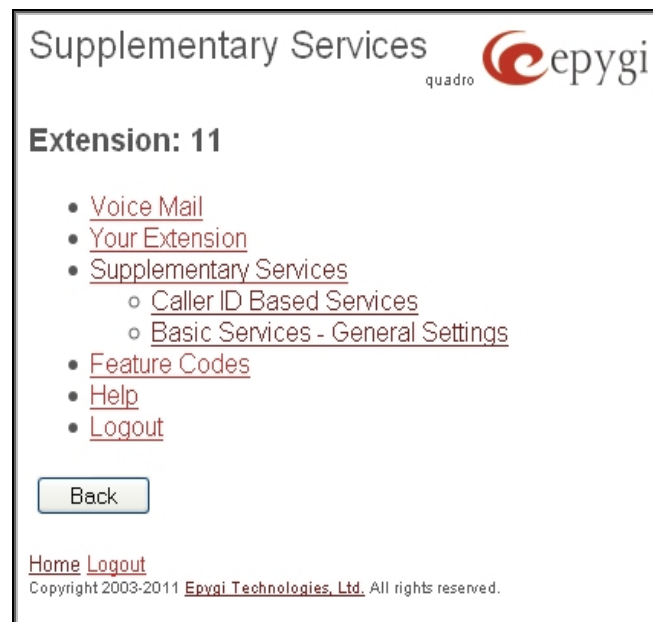 Supplementary Services
quadro
epygi
Extension: 11
Voice Mail
Your Extension
Supplementary Services
Caller ID Based Services
Basic Services - General Settings
Feature Codes
Help
Logout
Back
Home Logout
Copyright 2003-2011 Epygi Technologies, Ltd. All rights reserved.